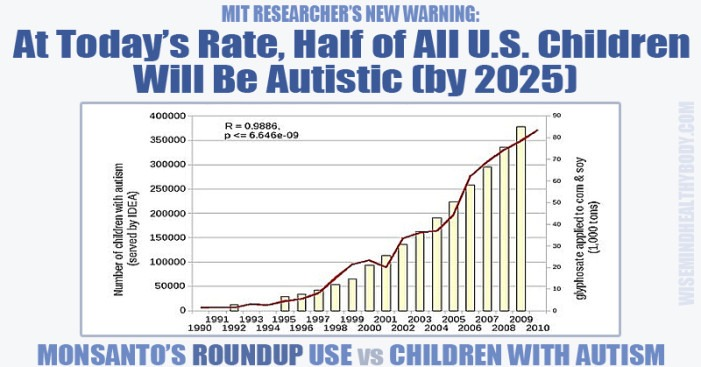 MIT RESEARCHER'S NEW WARNING:
At Today's Rate, Half of All U.S. Children
Will Be Autistic (by 2025)
R = 0.9886,
p <= 6.646e-09
400000
350000
300000
250000
200000
150000
100000
50000
0
Number of children with autism
(served by IDEA)
90
80
70
60
50
40
30
20
10
0
glyphosate applied to corn & soy
(1,000 tons)
1991 1993 1995 1997 1999 2001 2003 2005 2007 2009
1990 1992 1994 1996 1998 2000 2002 2004 2006 2008 2010
WISEMINDHEALTHYBODY.COM
MONSANTO'S ROUNDUP USE vs CHILDREN WITH AUTISM